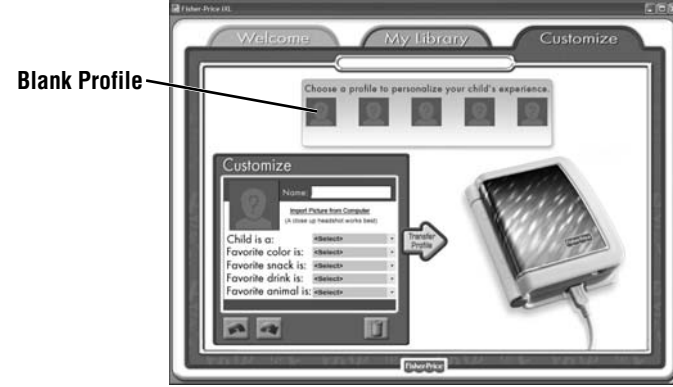 Fisher-Price iXL
Welcome
My Library
Customize
Blank Profile
Choose a profile to personalize your child's experience.
Customize
Name:
Import Picture from Computer
(A close up headshot works best)
Child is a: <Select>
Favorite color is: <Select>
Favorite snack is: <Select>
Favorite drink is: <Select>
Favorite animal is: <Select>
Transfer
Profile
Fisher-Price